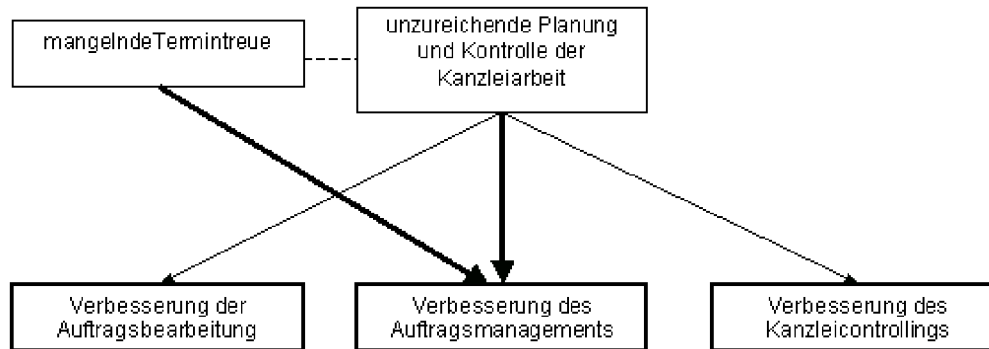 mangelndeTermintreue
unzureichende Planung
und Kontrolle der
Kanzleiarbeit
Verbesserung der
Auftragsbearbeitung
Verbesserung des
Auftragsmanagements
Verbesserung des
Kanzleicontrollings